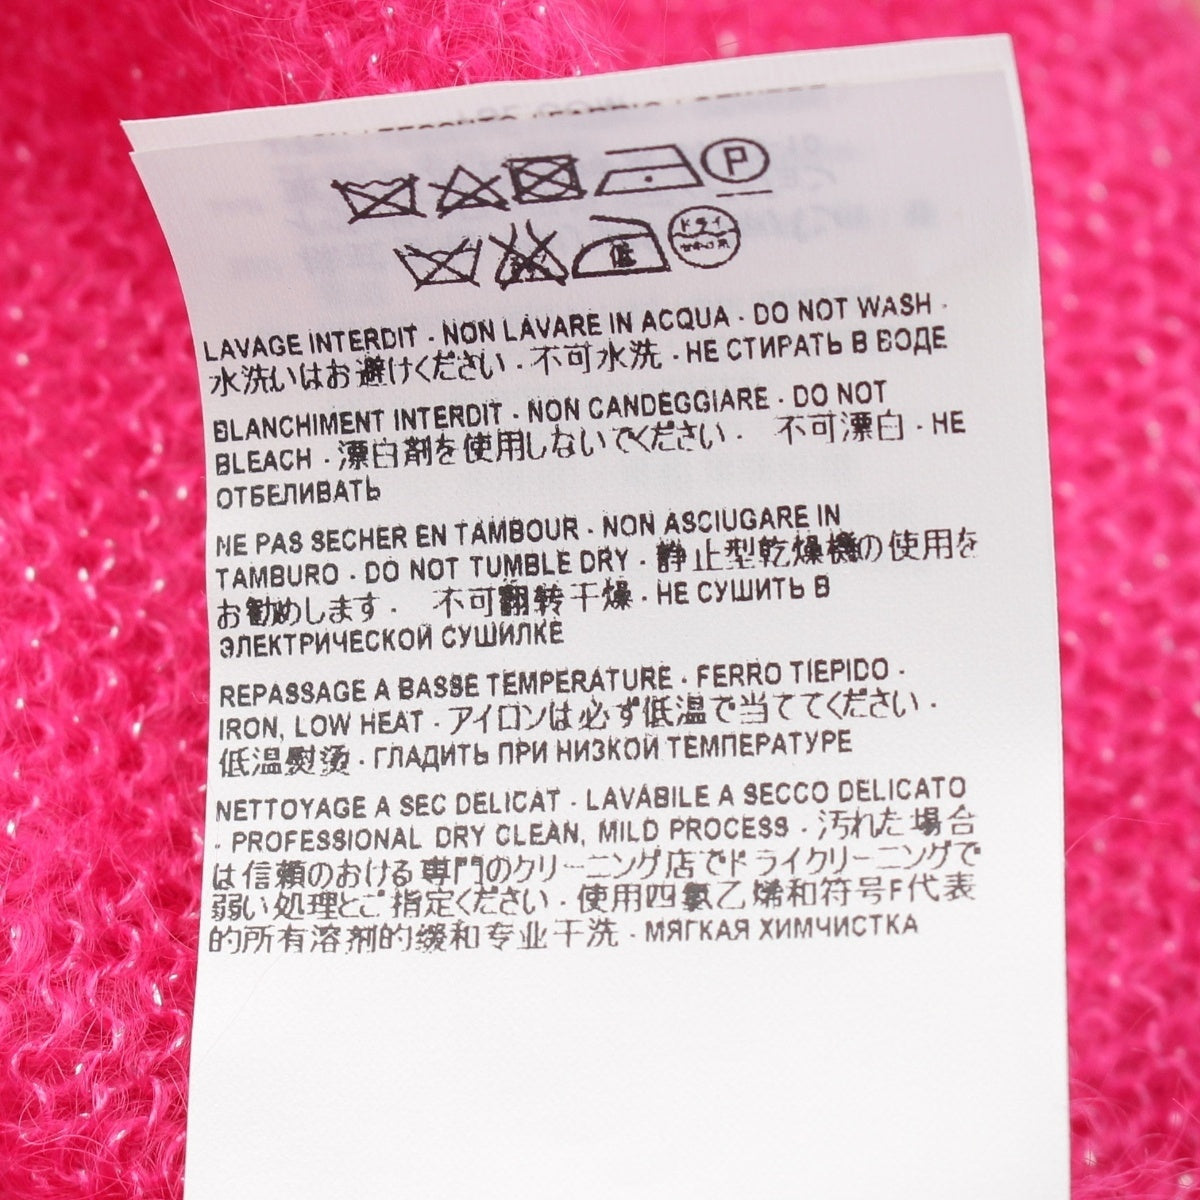 P
ドライ
低
LAVAGE INTERDIT · NON LAVARE IN ACQUA · DO NOT WASH ·
水洗いはお避けください · 不可水洗 · НЕ СТИРАТЬ В ВОДЕ
BLANCHIMENT INTERDIT · NON CANDEGGIARE · DO NOT
BLEACH · 漂白剤を使用しないでください · 不可漂白 · НЕ
ОТБЕЛИВАТЬ
NE PAS SECHER EN TAMBOUR · NON ASCIUGARE IN
TAMBURO · DO NOT TUMBLE DRY · 静止型乾燥機の使用を
お勧めします · 不可翻转干燥 · НЕ СУШИТЬ В
ЭЛЕКТРИЧЕСКОЙ СУШИЛКЕ
REPASSAGE A BASSE TEMPERATURE · FERRO TIEPIDO ·
IRON, LOW HEAT · アイロンは必ず低温で当ててください ·
低温熨烫 · ГЛАДИТЬ ПРИ НИЗКОЙ ТЕМПЕРАТУРЕ
NETTOYAGE A SEC DELICAT · LAVABILE A SECCO DELICATO
· PROFESSIONAL DRY CLEAN, MILD PROCESS · 汚れた場合
は信頼のおける専門のクリーニング店でドライクリーニングで
弱い処理とご指定ください · 使用四氯乙烯和符号F代表
的所有溶剂的缓和专业干洗 · МЯГКАЯ ХИМЧИСТКА